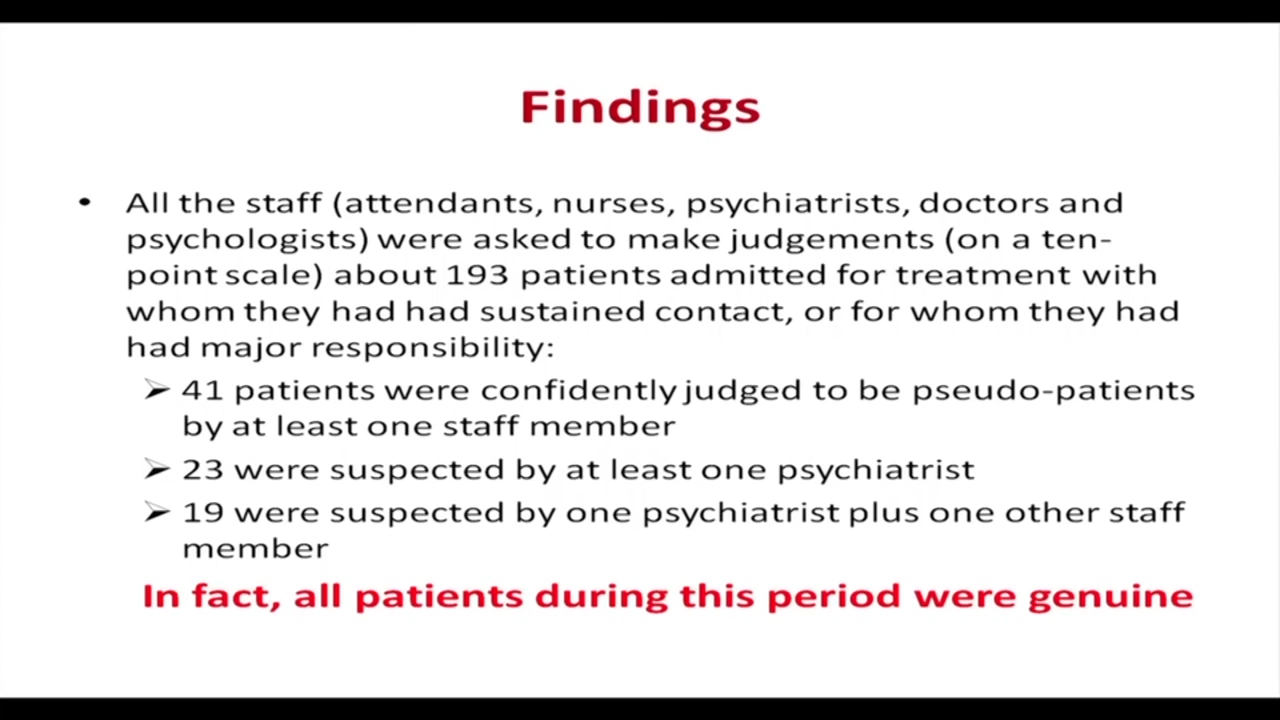 Findings
• All the staff (attendants, nurses, psychiatrists, doctors and
psychologists) were asked to make judgements (on a ten-
point scale) about 193 patients admitted for treatment with
whom they had had sustained contact, or for whom they had
had major responsibility:
➢ 41 patients were confidently judged to be pseudo-patients
by at least one staff member
➢ 23 were suspected by at least one psychiatrist
➢ 19 were suspected by one psychiatrist plus one other staff
member
In fact, all patients during this period were genuine